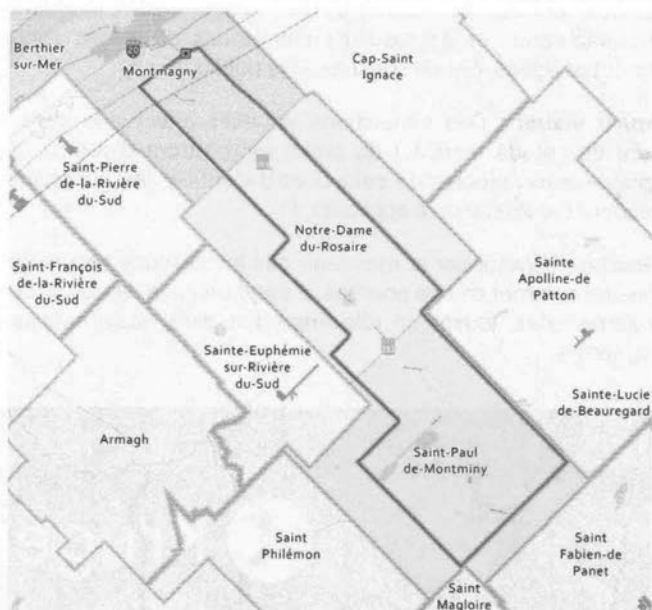 Berthier
sur-Mer
Montmagny
Cap-Saint
Ignace
Saint-Pierre
de-la-Rivière
du-Sud
Notre-Dame
du-Rosaire
Saint-François
de-la-Rivière
du-Sud
Sainte
Apolline-de
Patton
Sainte-Euphémie
sur-Rivière
du-Sud
Sainte-Lucie
de-Beauregard
Armagh
Saint-Paul
de-Montminy
Saint
Philémon
Saint
Fabien-de
Panet
Saint
Magloire